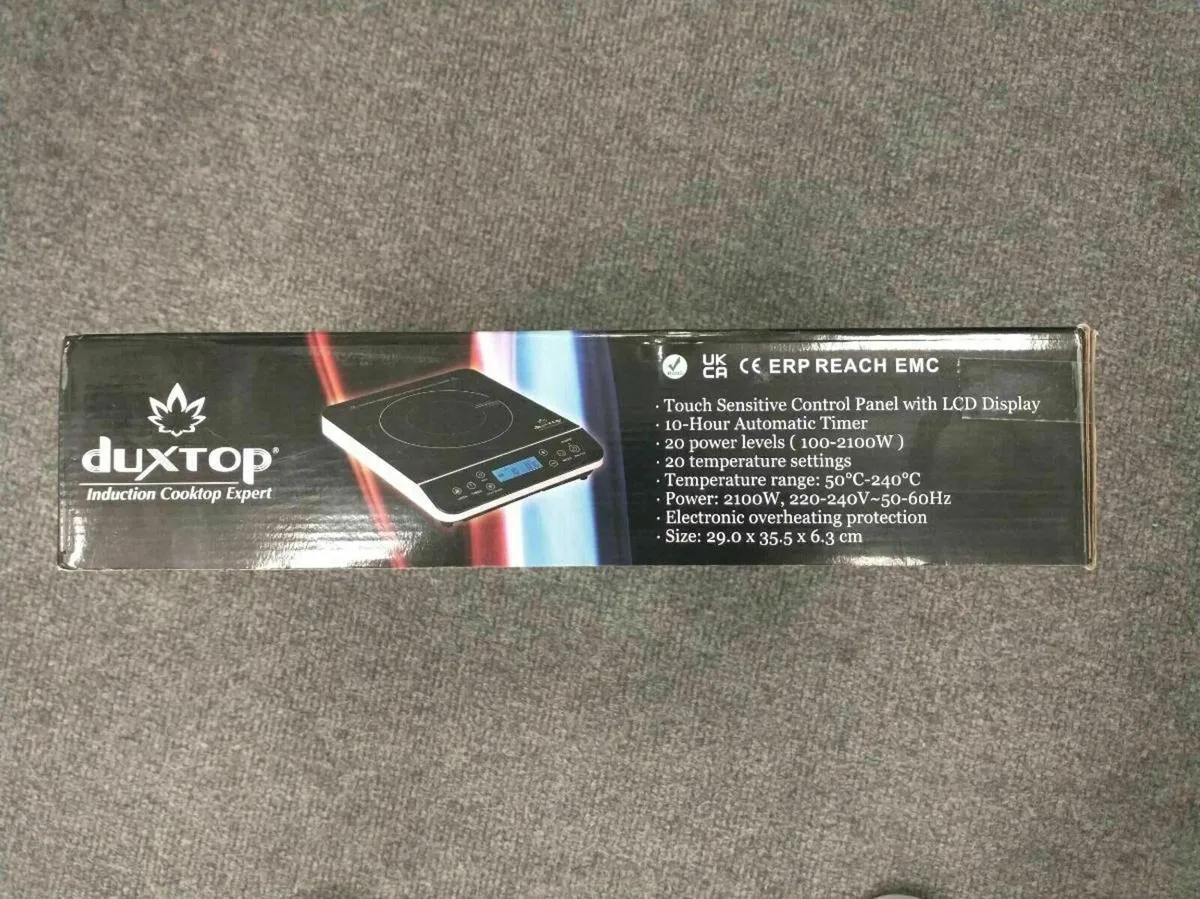 duxtop®
Induction Cooktop Expert
UK
CA
CE ERP REACH EMC
· Touch Sensitive Control Panel with LCD Display
· 10-Hour Automatic Timer
· 20 power levels ( 100-2100W )
· 20 temperature settings
· Temperature range: 50°C-240°C
· Power: 2100W, 220-240V~50-60Hz
· Electronic overheating protection
· Size: 29.0 x 35.5 x 6.3 cm